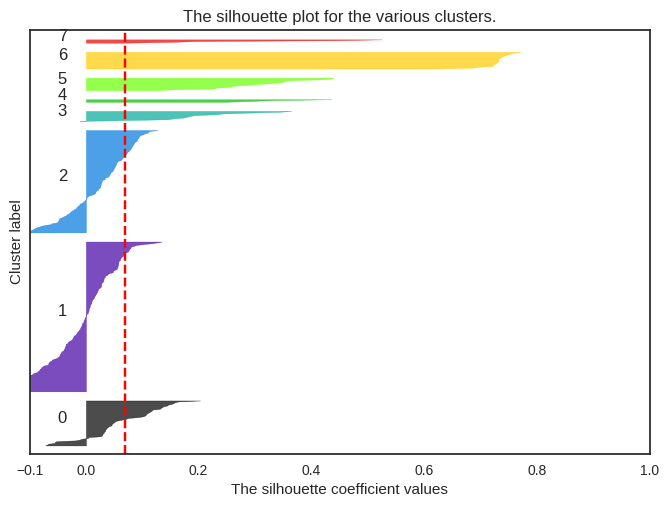 The silhouette plot for the various clusters.
7
6
5
4
3
2
1
0
Cluster label
−0.1 0.0 0.2 0.4 0.6 0.8 1.0
The silhouette coefficient values